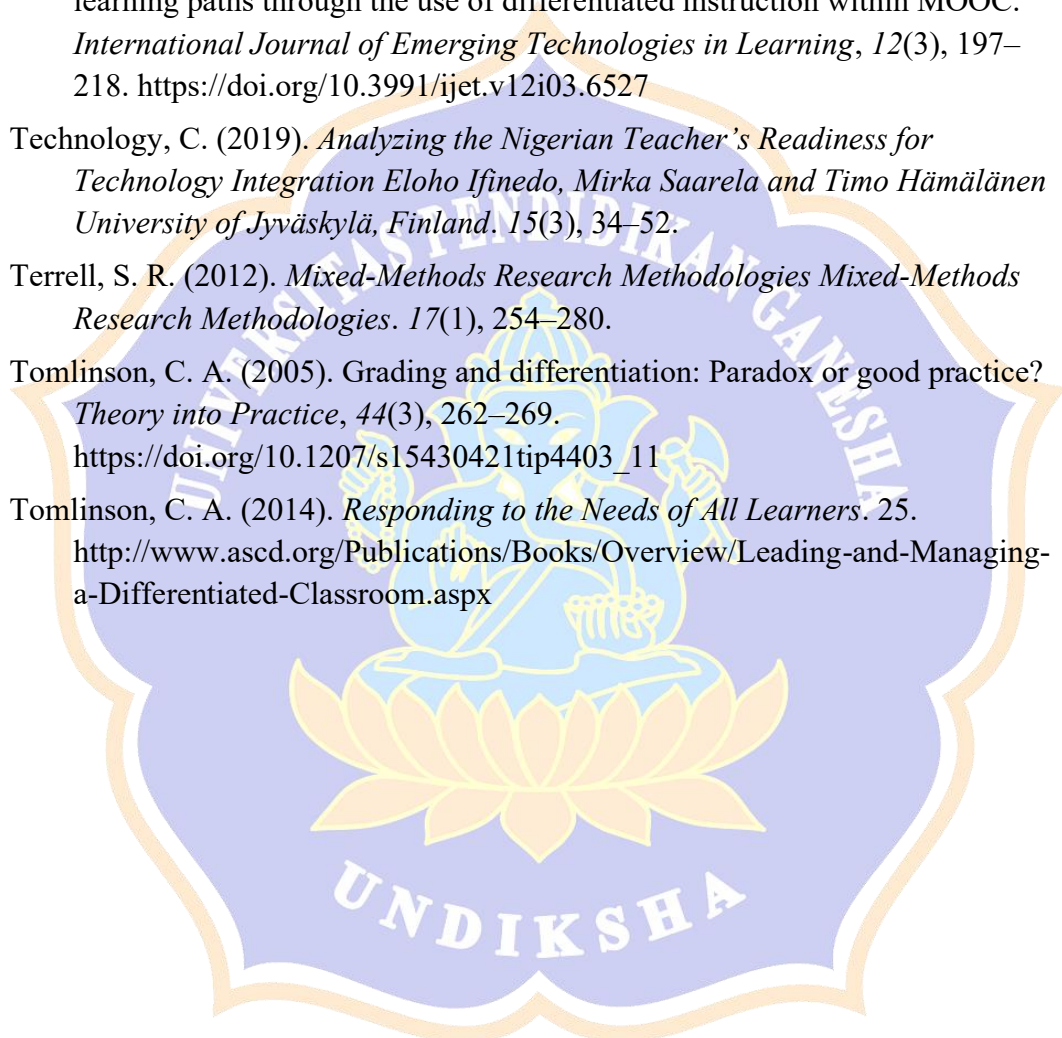 learning paths through the use of differentiated instruction within MOOC.
International Journal of Emerging Technologies in Learning, 12(3), 197–
218. https://doi.org/10.3991/ijet.v12i03.6527
Technology, C. (2019). Analyzing the Nigerian Teacher’s Readiness for
Technology Integration Eloho Ifinedo, Mirka Saarela and Timo Hämälänen
University of Jyväskylä, Finland. 15(3), 34–52.
Terrell, S. R. (2012). Mixed-Methods Research Methodologies Mixed-Methods
Research Methodologies. 17(1), 254–280.
Tomlinson, C. A. (2005). Grading and differentiation: Paradox or good practice?
Theory into Practice, 44(3), 262–269.
https://doi.org/10.1207/s15430421tip4403_11
Tomlinson, C. A. (2014). Responding to the Needs of All Learners. 25.
http://www.ascd.org/Publications/Books/Overview/Leading-and-Managing-
a-Differentiated-Classroom.aspx
UNIVERSITAS PENDIDIKAN GANESHA
UNDIKSHA